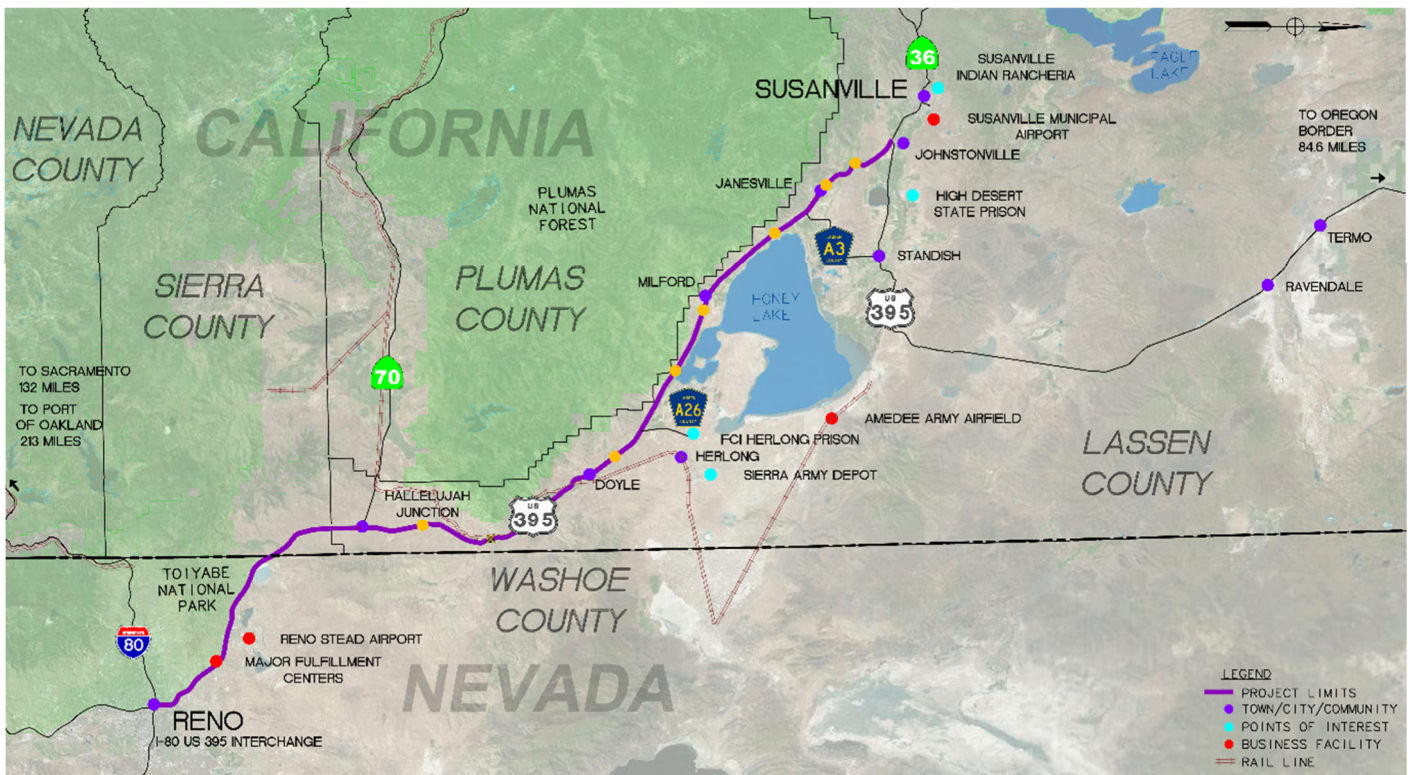 36
SUSANVILLE
INDIAN RANCHERIA
EAGLE
LAKE
SUSANVILLE
NEVADA
COUNTY
CALIFORNIA
SUSANVILLE MUNICIPAL
AIRPORT
TO OREGON
BORDER
84.6 MILES
JOHNSTONVILLE
JANESVILLE
PLUMAS
NATIONAL
FOREST
HIGH DESERT
STATE PRISON
A3
STANDISH
TERMO
SIERRA
COUNTY
PLUMAS
COUNTY
MILFORD
HONEY
LAKE
US
395
RAVENDALE
TO SACRAMENTO
132 MILES
TO PORT
OF OAKLAND
213 MILES
70
A26
AMEDEE ARMY AIRFIELD
FCI HERLONG PRISON
HERLONG
SIERRA ARMY DEPOT
LASSEN
COUNTY
DOYLE
HALLELUJAH
JUNCTION
US
395
TOIYABE
NATIONAL
PARK
WASHOE
COUNTY
80
RENO STEAD AIRPORT
MAJOR FULFILLMENT
CENTERS
NEVADA
RENO
I-80 US 395 INTERCHANGE
LEGEND
PROJECT LIMITS
TOWN/CITY/COMMUNITY
POINTS OF INTEREST
BUSINESS FACILITY
RAIL LINE